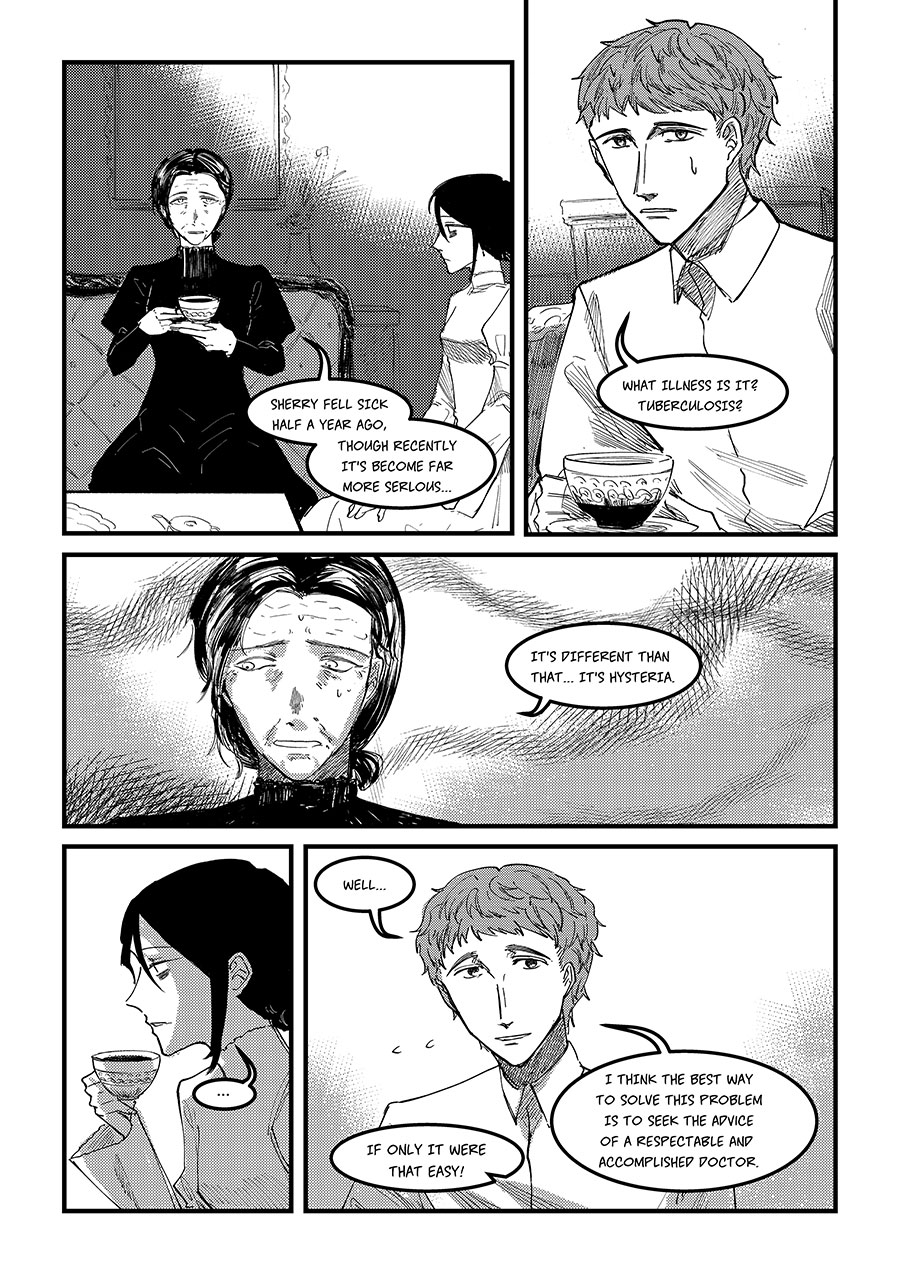 SHERRY FELL SICK
HALF A YEAR AGO,
THOUGH RECENTLY
IT'S BECOME FAR
MORE SERLOUS...
WHAT ILLNESS IS IT?
TUBERCULOSIS?
IT'S DIFFERENT THAN
THAT... IT'S HYSTERIA.
...
WELL...
I THINK THE BEST WAY
TO SOLVE THIS PROBLEM
IS TO SEEK THE ADVICE
OF A RESPECTABLE AND
ACCOMPLISHED DOCTOR.
IF ONLY IT WERE
THAT EASY!